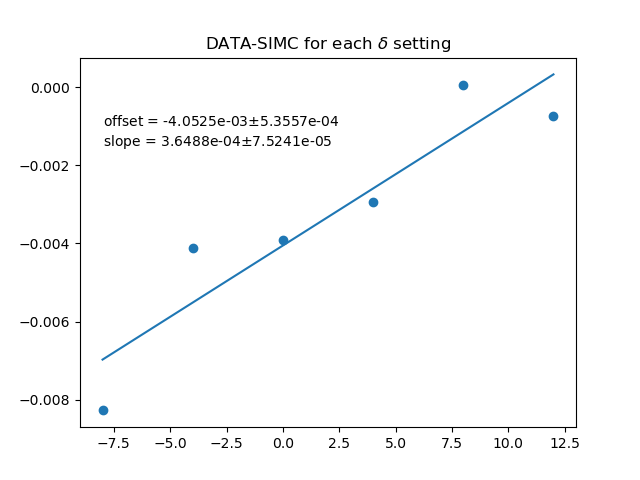 DATA-SIMC for each δ setting
0.000
offset = -4.0525e-03±5.3557e-04
slope = 3.6488e-04±7.5241e-05
−0.002
−0.004
−0.006
−0.008
−7.5 −5.0 −2.5 0.0 2.5 5.0 7.5 10.0 12.5